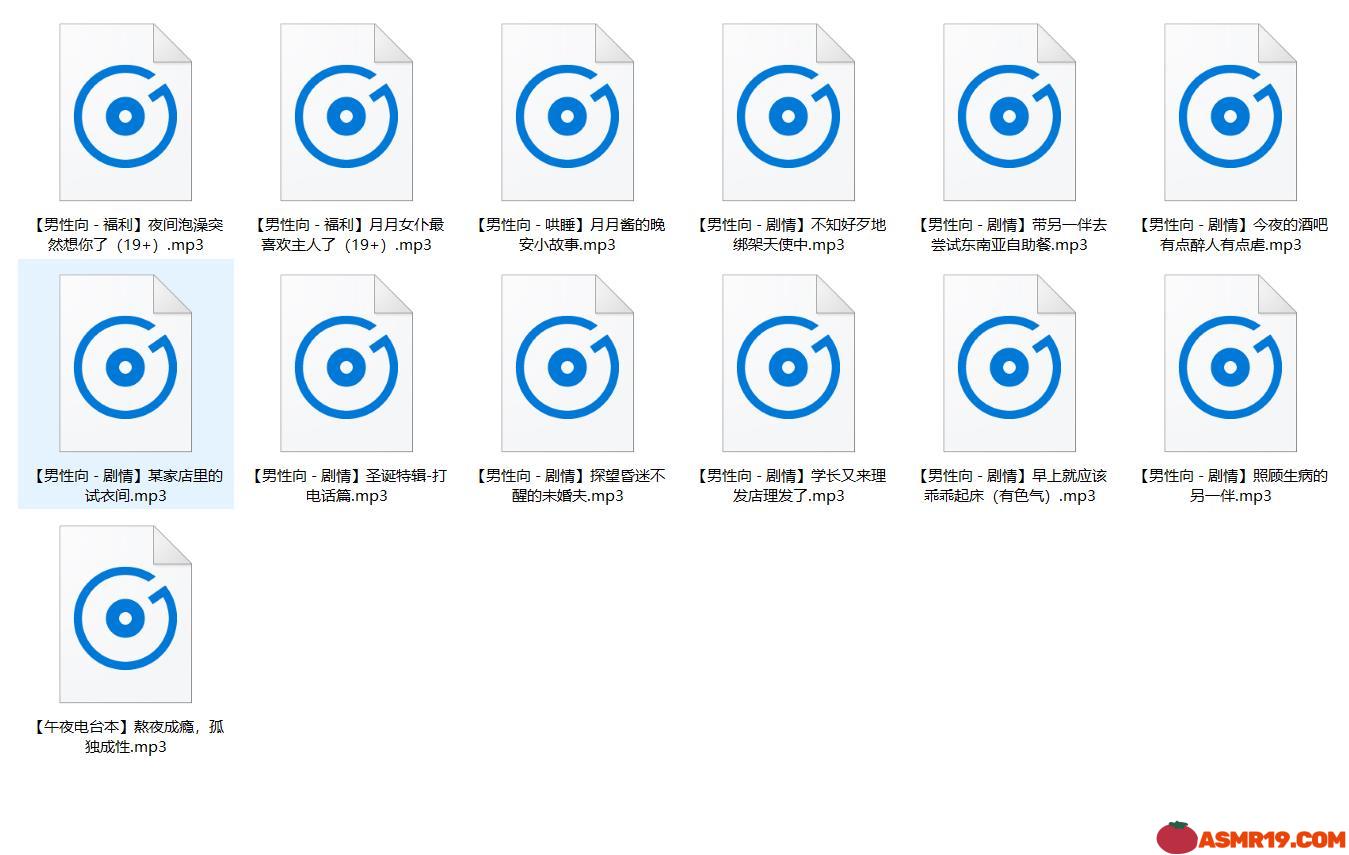 【男性向 - 福利】夜间泡澡突
然想你了（19+）.mp3
【男性向 - 福利】月月女仆最
喜欢主人了（19+）.mp3
【男性向 - 哄睡】月月酱的晚
安小故事.mp3
【男性向 - 剧情】不知好歹地
绑架天使中.mp3
【男性向 - 剧情】带另一伴去
尝试东南亚自助餐.mp3
【男性向 - 剧情】今夜的酒吧
有点醉人有点虐.mp3
【男性向 - 剧情】某家店里的
试衣间.mp3
【男性向 - 剧情】圣诞特辑-打
电话篇.mp3
【男性向 - 剧情】探望昏迷不
醒的未婚夫.mp3
【男性向 - 剧情】学长又来理
发店理发了.mp3
【男性向 - 剧情】早上就应该
乖乖起床（有色气）.mp3
【男性向 - 剧情】照顾生病的
另一伴.mp3
【午夜电台本】熬夜成瘾，孤
独成性.mp3
ASMR19.COM